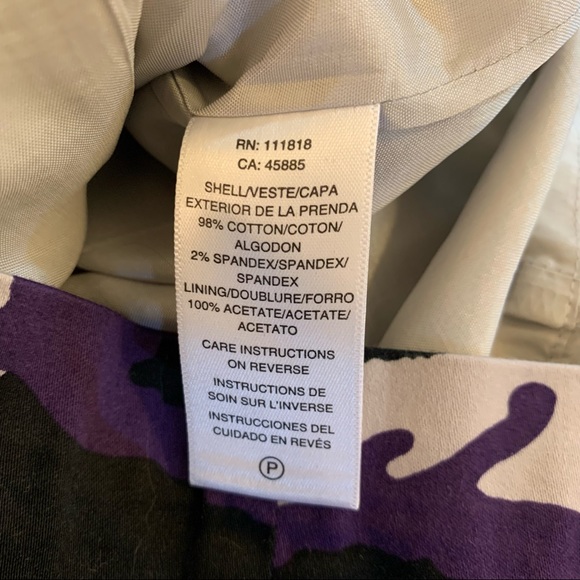 RN: 111818
CA: 45885
SHELL/VESTE/CAPA
EXTERIOR DE LA PRENDA
98% COTTON/COTON/
ALGODON
2% SPANDEX/SPANDEX/
SPANDEX
LINING/DOUBLURE/FORRO
100% ACETATE/ACETATE/
ACETATO
CARE INSTRUCTIONS
ON REVERSE
INSTRUCTIONS DE
SOIN SUR L'INVERSE
INSTRUCCIONES DEL
CUIDADO EN REVÉS
P